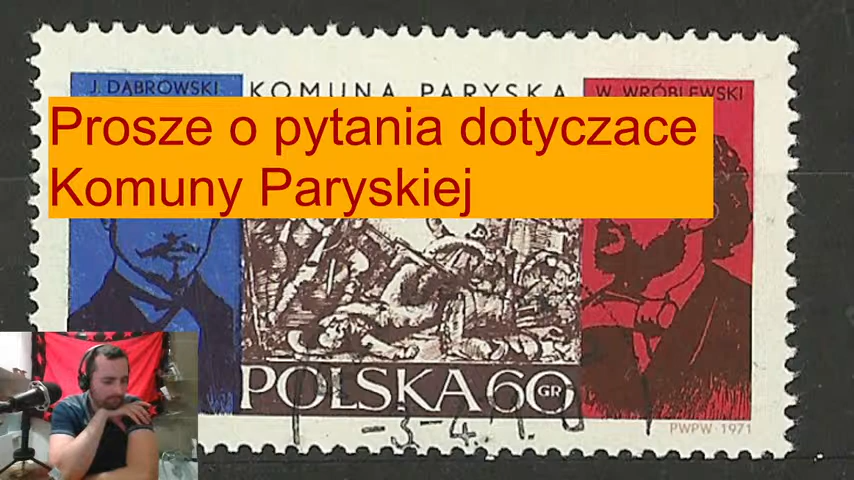 J. DĄBROWSKI
KOMUNA PARYSKA
W. WRÓBLEWSKI
Prosze o pytania dotyczace
Komuny Paryskiej
POLSKA 60 GR
PWPW - 1971